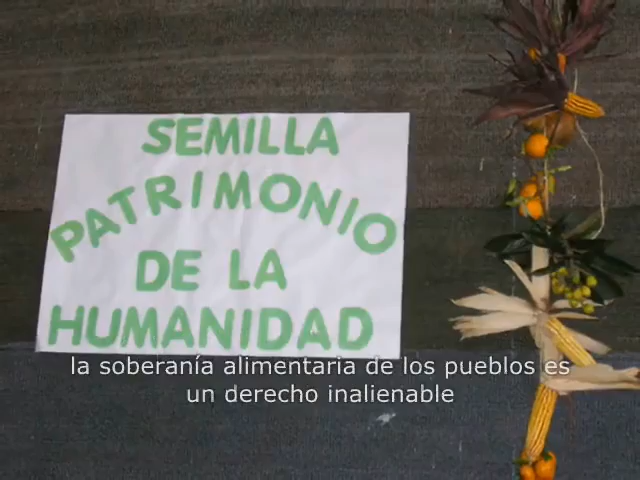 SEMILLA
PATRIMONIO
DE LA
HUMANIDAD
la soberanía alimentaria de los pueblos es
un derecho inalienable